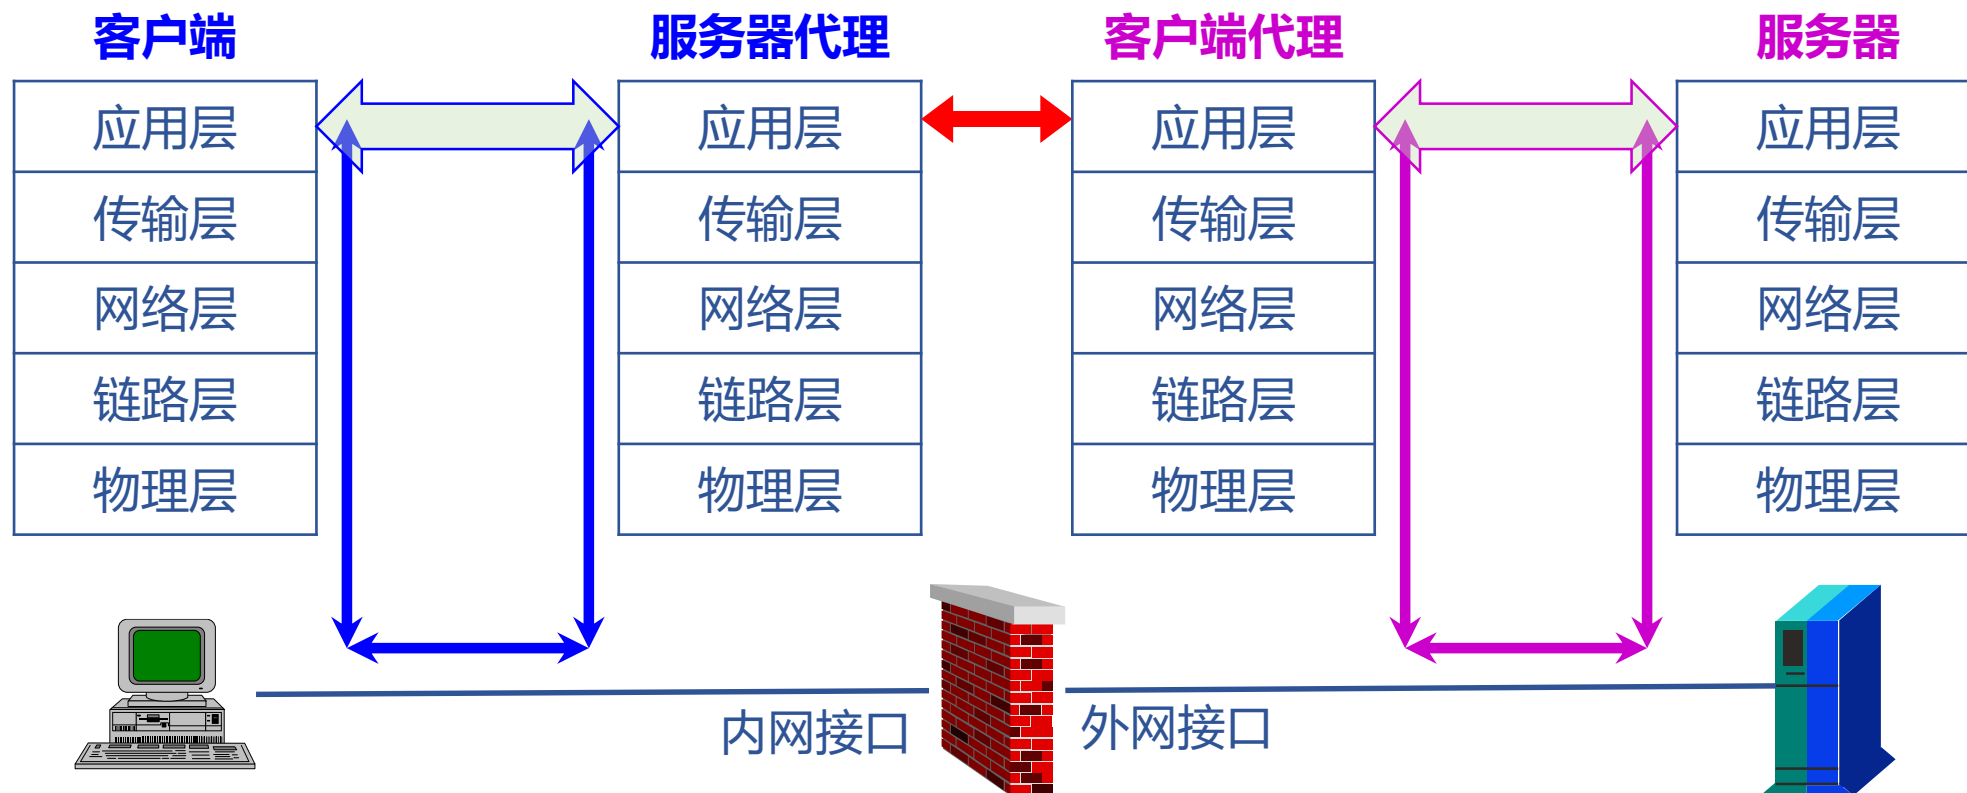 客户端 服务器代理 客户端代理 服务器
应用层 应用层 应用层 应用层
传输层 传输层 传输层 传输层
网络层 网络层 网络层 网络层
链路层 链路层 链路层 链路层
物理层 物理层 物理层 物理层
内网接口 外网接口